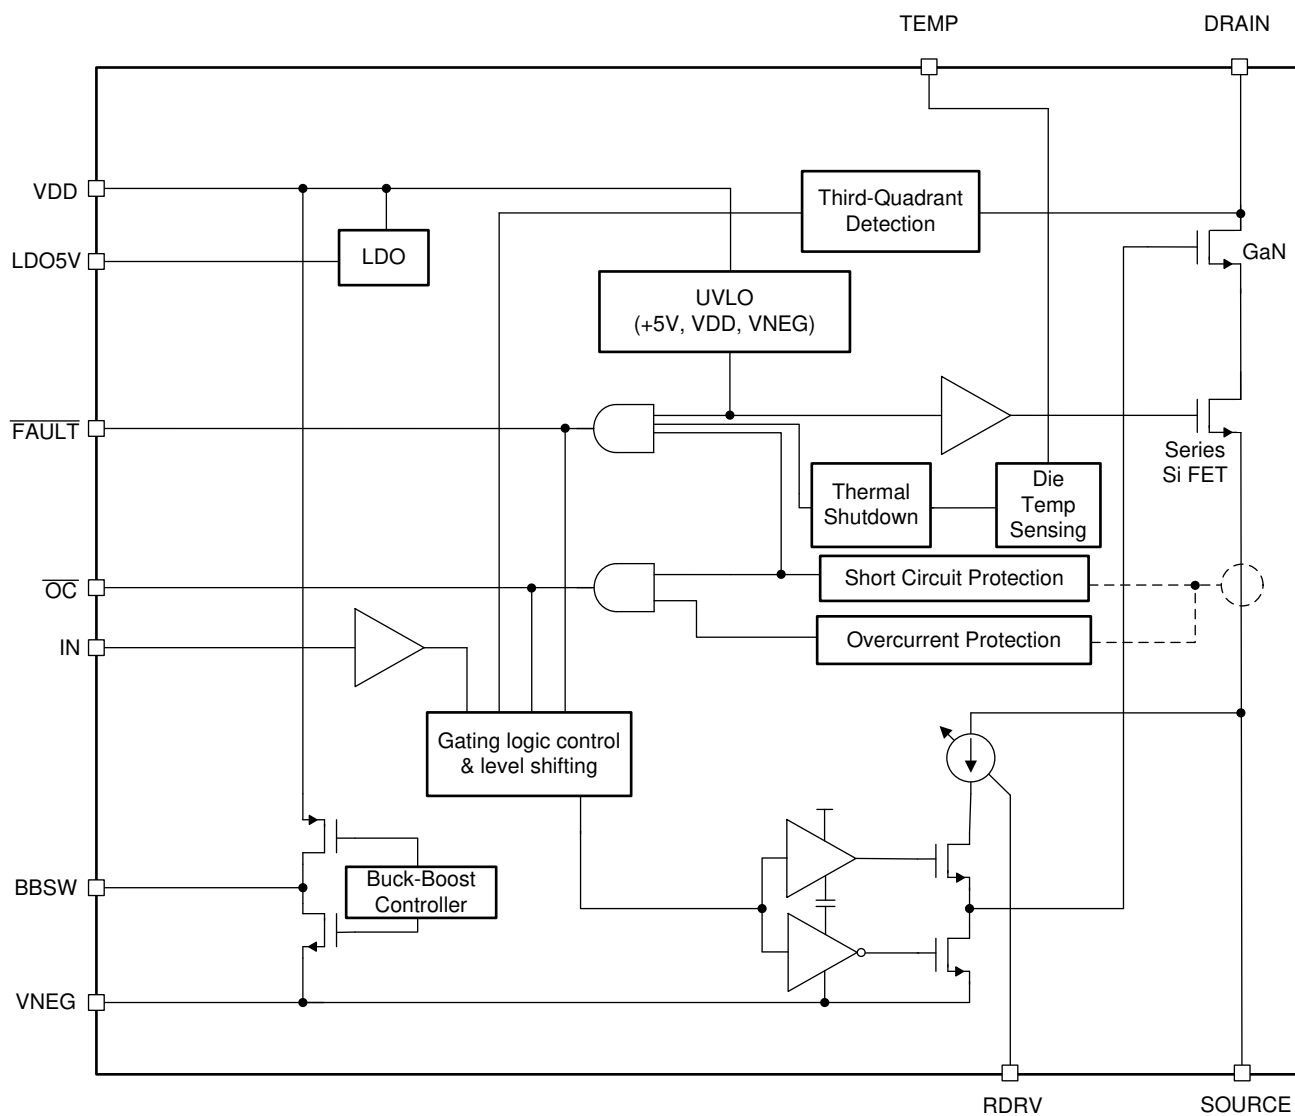 TEMP
DRAIN
VDD
Third-Quadrant
Detection
LDO5V
LDO
GaN
UVLO
(+5V, VDD, VNEG)
FAULT
Series
Si FET
Thermal
Shutdown
Die
Temp
Sensing
OC
Short Circuit Protection
IN
Overcurrent Protection
Gating logic control
& level shifting
BBSW
Buck-Boost
Controller
VNEG
RDRV
SOURCE